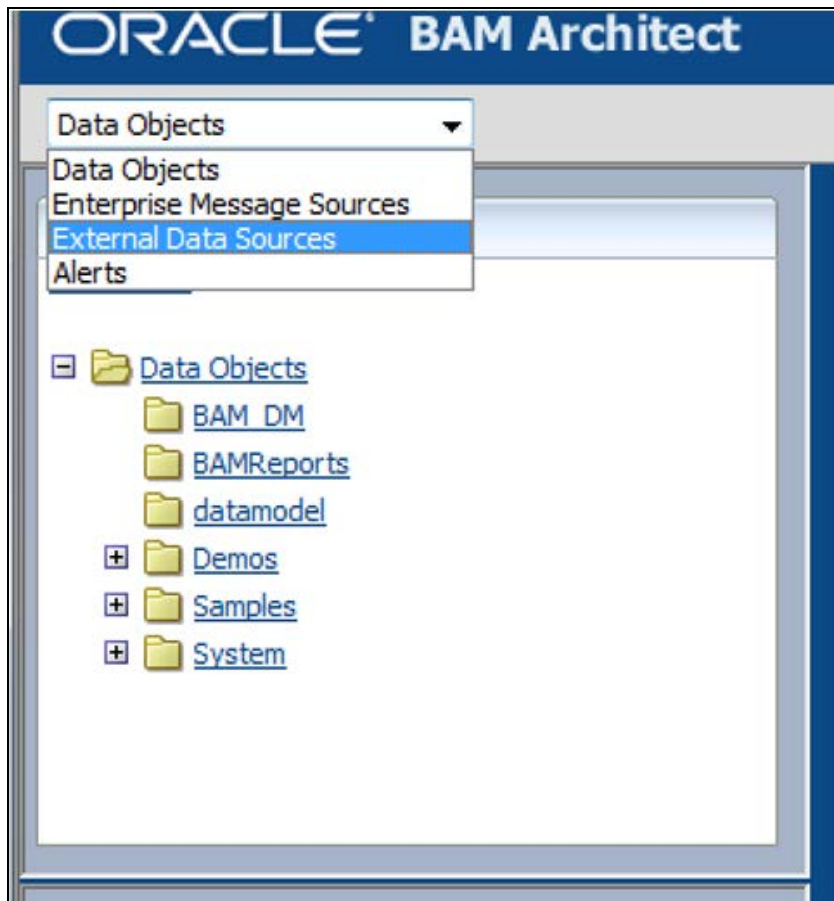 ORACLE BAM Architect
Data Objects
Data Objects
Enterprise Message Sources
External Data Sources
Alerts
Data Objects
BAM_DM
BAMReports
datamodel
Demos
Samples
System